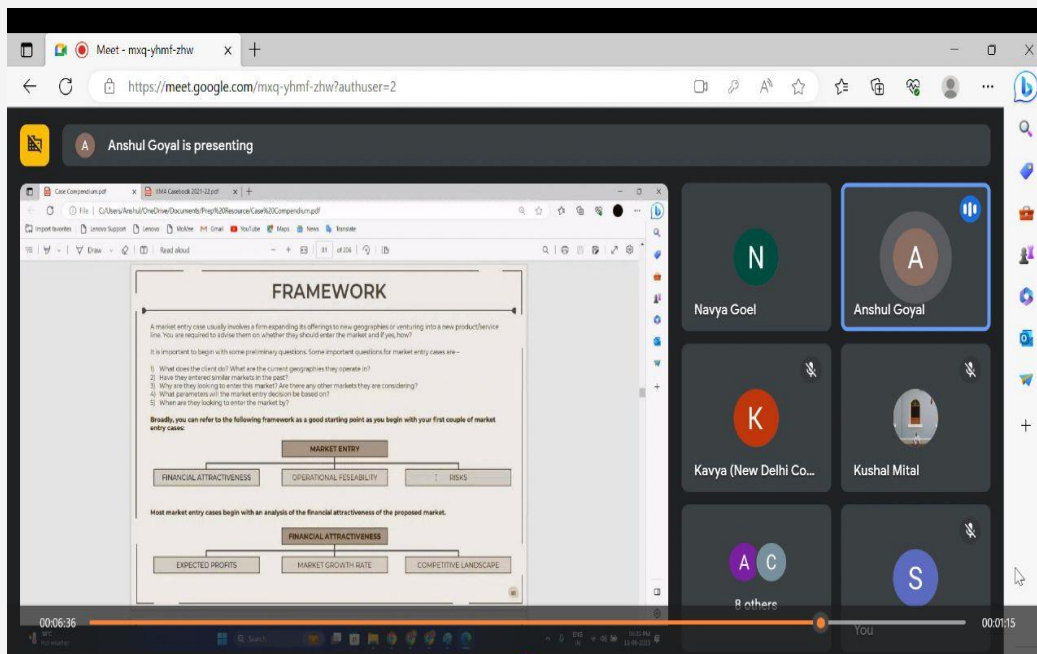 Meet - mxq-yhmf-zhw
https://meet.google.com/mxq-yhmf-zhw?authuser=2
A Anshul Goyal is presenting
Case Compendium.pdf IIMA Casebook 2021-22.pdf
File | C:/Users/Anshul/OneDrive/Documents/Prep%20Resource/Case%20Compendium.pdf
Import favorites Lenovo Support Lenovo McAfee Gmail YouTube Maps News Translate
Draw Read aloud 81 of 206
FRAMEWORK
A market entry case usually involves a firm expanding its offerings to new geographies or venturing into a new product/service
line. You are required to advise them on whether they should enter the market and if yes, how?
It is important to begin with some preliminary questions. Some important questions for market entry cases are –
1) What does the client do? What are the current geographies they operate in?
2) Have they entered similar markets in the past?
3) Why are they looking to enter this market? Are there any other markets they are considering?
4) What parameters will the market entry decision be based on?
5) When are they looking to enter the market by?
Broadly, you can refer to the following framework as a good starting point as you begin with your first couple of market
entry cases:
MARKET ENTRY
FINANCIAL ATTRACTIVENESS OPERATIONAL FESEABILITY RISKS
Most market entry cases begin with an analysis of the financial attractiveness of the proposed market.
FINANCIAL ATTRACTIVENESS
EXPECTED PROFITS MARKET GROWTH RATE COMPETITIVE LANDSCAPE
N
Navya Goel
A
Anshul Goyal
K
Kavya (New Delhi Co...
Kushal Mital
A C
8 others
S
You
00:06:36
00:01:15
Search